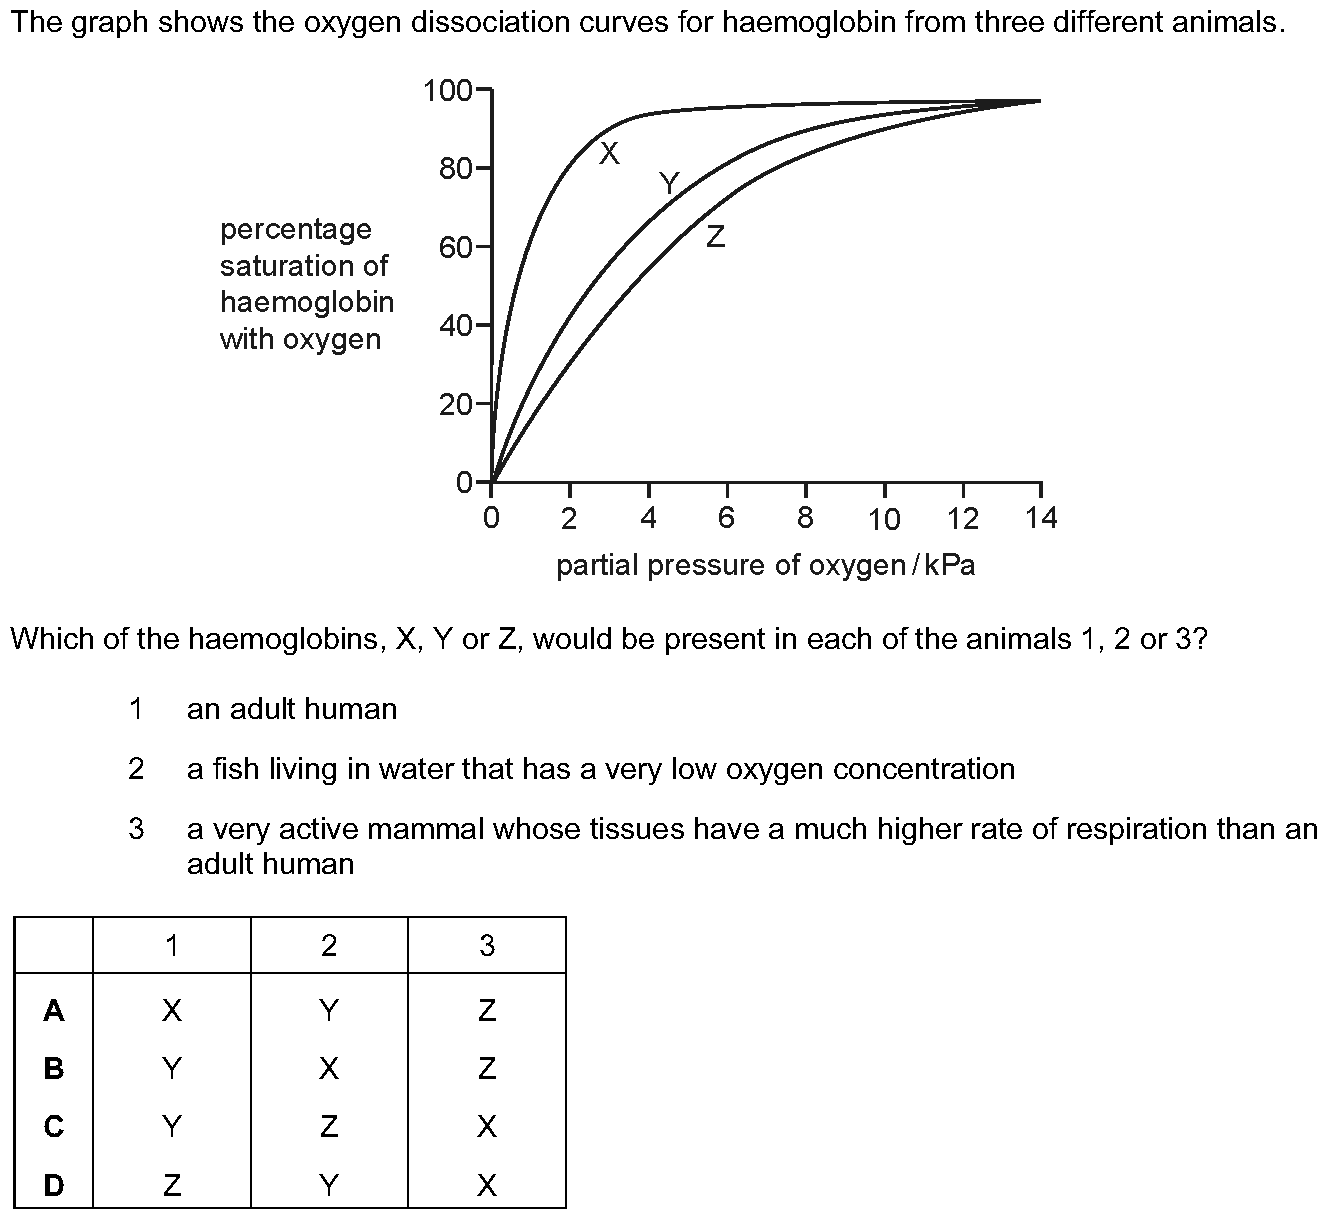 The graph shows the oxygen dissociation curves for haemoglobin from three different animals.
100
80
60
40
20
0
percentage
saturation of
haemoglobin
with oxygen
X
Y
Z
0 2 4 6 8 10 12 14
partial pressure of oxygen / kPa
Which of the haemoglobins, X, Y or Z, would be present in each of the animals 1, 2 or 3?
1 an adult human
2 a fish living in water that has a very low oxygen concentration
3 a very active mammal whose tissues have a much higher rate of respiration than an
adult human
1 2 3
A X Y Z
B Y X Z
C Y Z X
D Z Y X